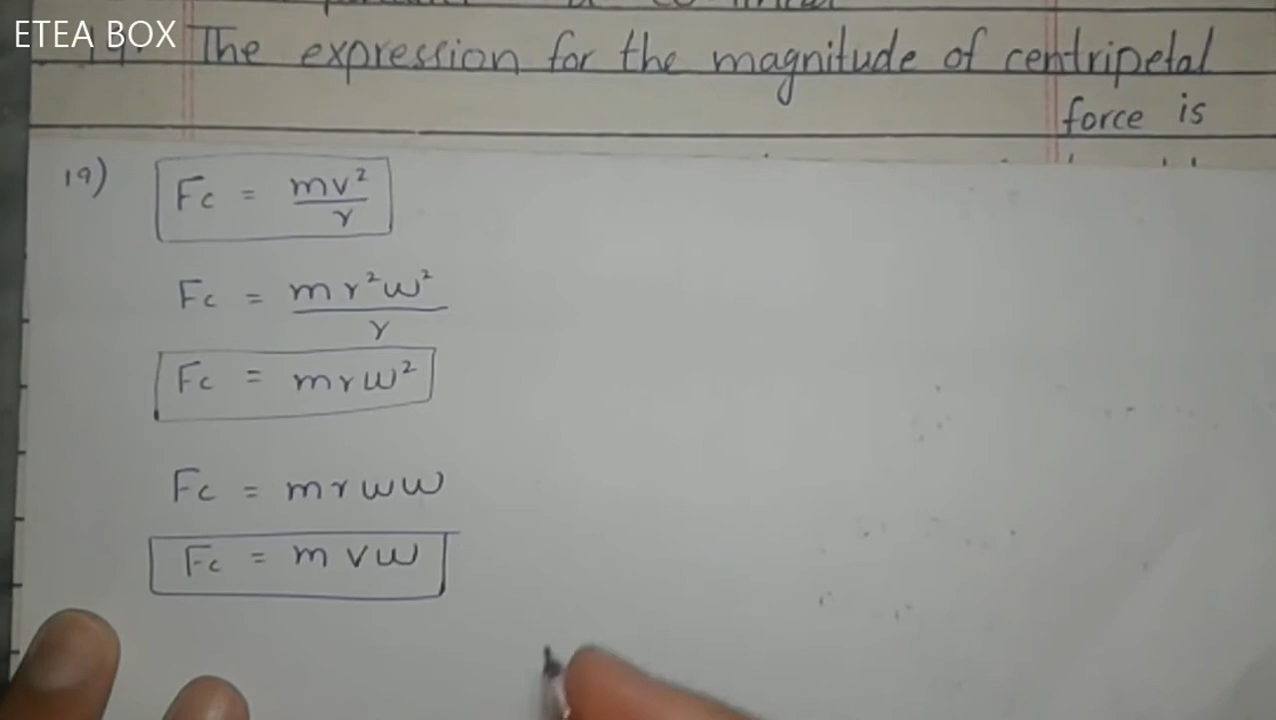 ETEA BOX
The expression for the magnitude of centripetal
force is
19)
Fc = mv²/r
Fc = mr²ω²/r
Fc = mrω²
Fc = mrωω
Fc = mvω